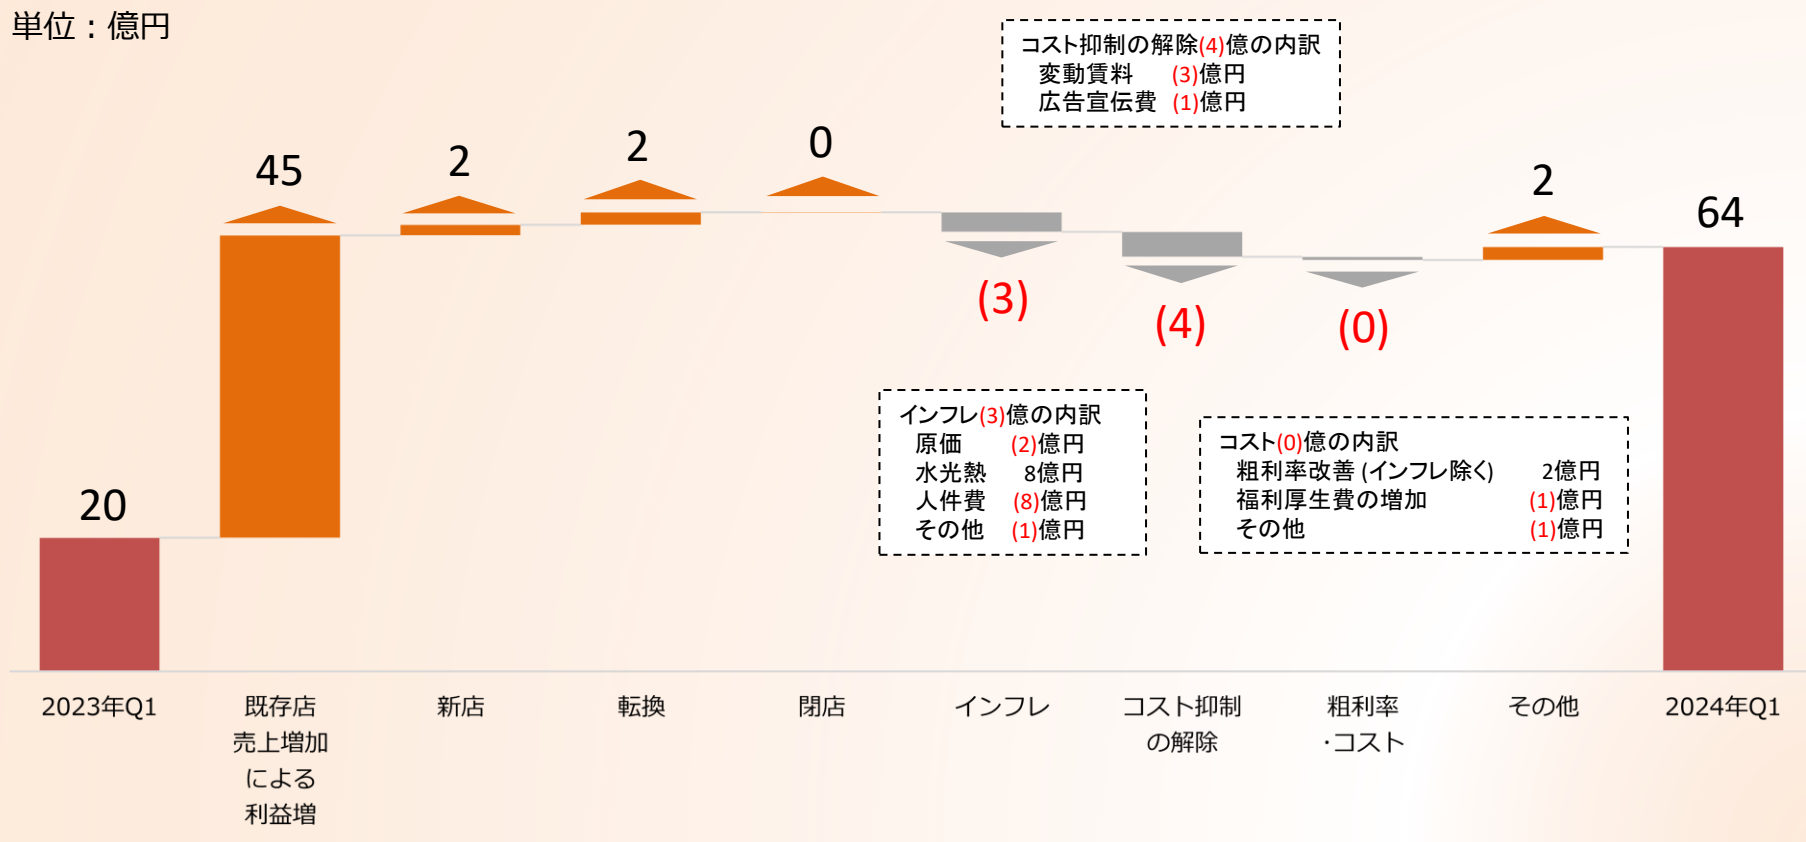 単位：億円
コスト抑制の解除(4)億の内訳
変動賃料 (3)億円
広告宣伝費 (1)億円
20
45
2
2
0
(3)
(4)
(0)
2
64
インフレ(3)億の内訳
原価 (2)億円
水光熱 8億円
人件費 (8)億円
その他 (1)億円
コスト(0)億の内訳
粗利率改善 (インフレ除く) 2億円
福利厚生費の増加 (1)億円
その他 (1)億円
2023年Q1
既存店
売上増加
による
利益増
新店
転換
閉店
インフレ
コスト抑制
の解除
粗利率
・コスト
その他
2024年Q1